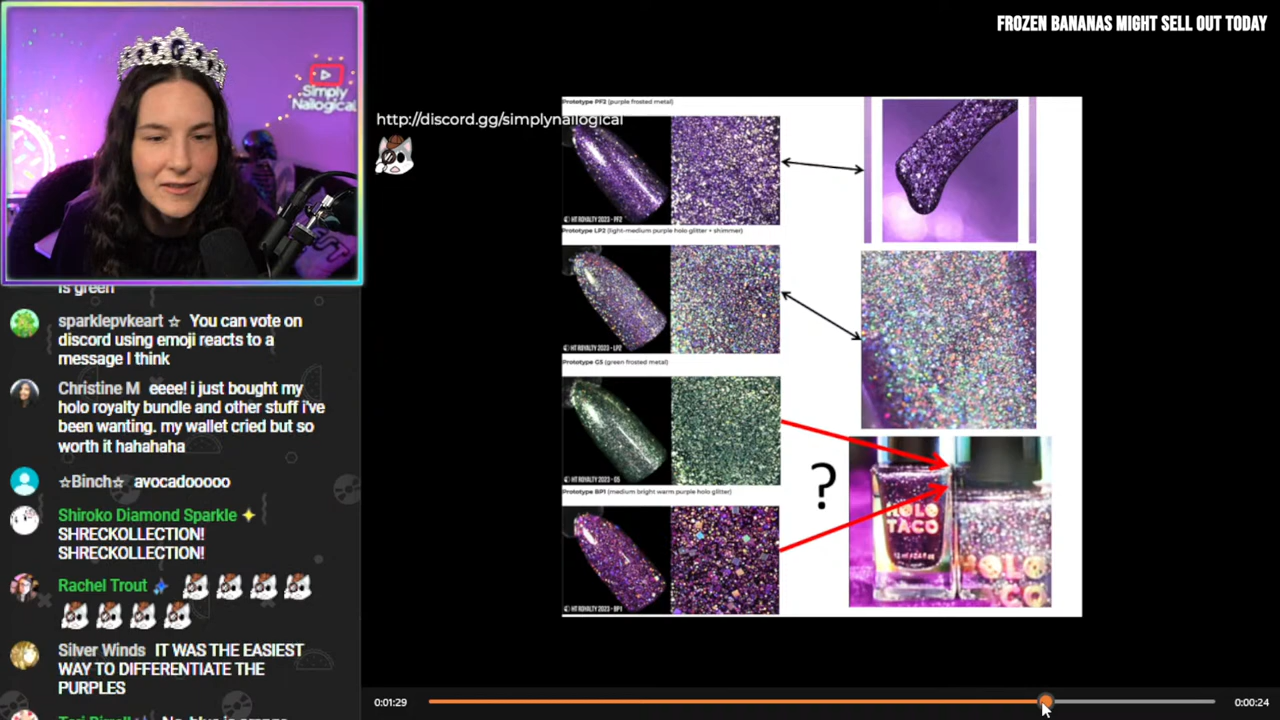 FROZEN BANANAS MIGHT SELL OUT TODAY
Simply
Nailogical
http://discord.gg/simplynailogical
Prototype PF2 (purple frosted metal)
HT ROYALTY 2023 - PF2
Prototype LP2 (light-medium purple holo glitter + shimmer)
HT ROYALTY 2023 - LP2
Prototype G5 (green frosted metal)
HT ROYALTY 2023 - G5
Prototype BP1 (medium bright warm purple holo glitter)
HT ROYALTY 2023 - BP1
?
HOLO
TACO
is green
sparklepvkeart ☆ You can vote on
discord using emoji reacts to a
message I think
Christine M eeee! i just bought my
holo royalty bundle and other stuff i've
been wanting. my wallet cried but so
worth it hahahaha
☆Binch☆ avocadooooo
Shiroko Diamond Sparkle
SHRECKOLLECTION!
SHRECKOLLECTION!
Rachel Trout
Silver Winds IT WAS THE EASIEST
WAY TO DIFFERENTIATE THE
PURPLES
0:01:29
0:00:24